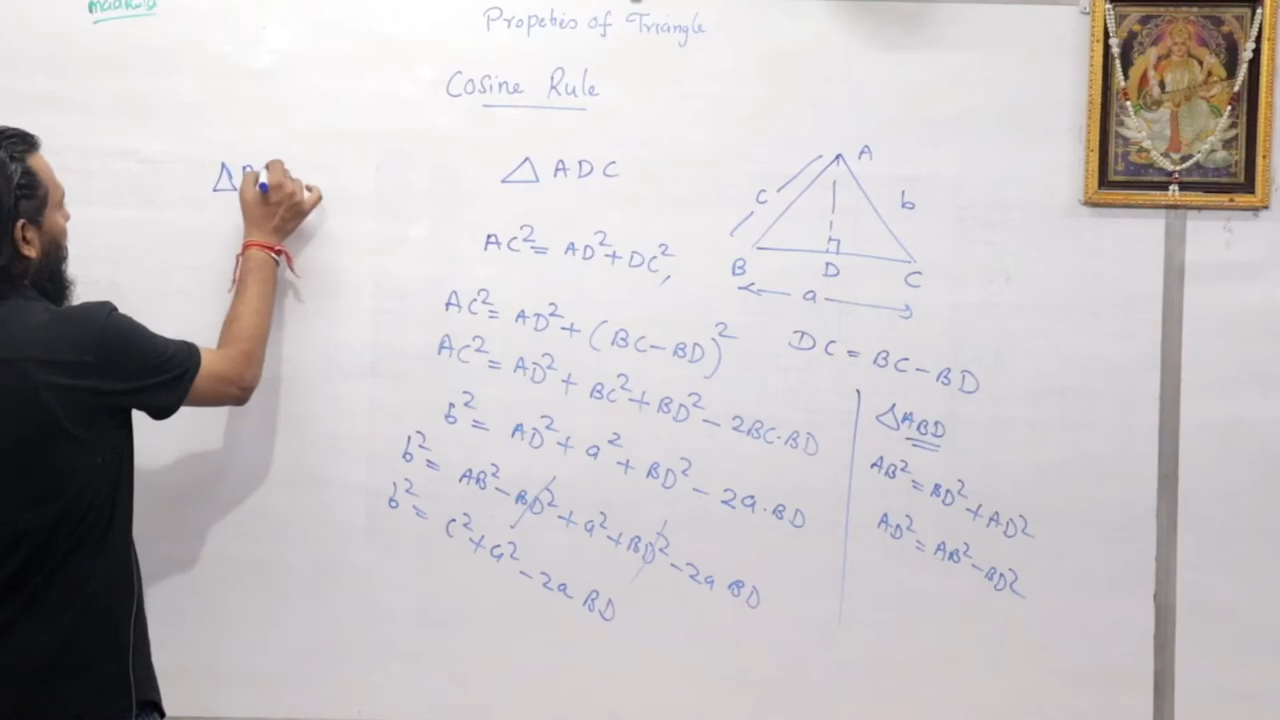 Propeties of Triangle
Cosine Rule
△ ADC
AC² = AD² + DC²,
AC² = AD² + (BC - BD)²
AC² = AD² + BC² + BD² - 2BC·BD
b² = AD² + a² + BD² - 2a·BD
b² = AB² - BD² + a² + BD² - 2a BD
b² = c² + a² - 2a BD
A
c
b
B
D
C
a
DC = BC - BD
△ABD
AB² = BD² + AD²
AD² = AB² - BD²
△